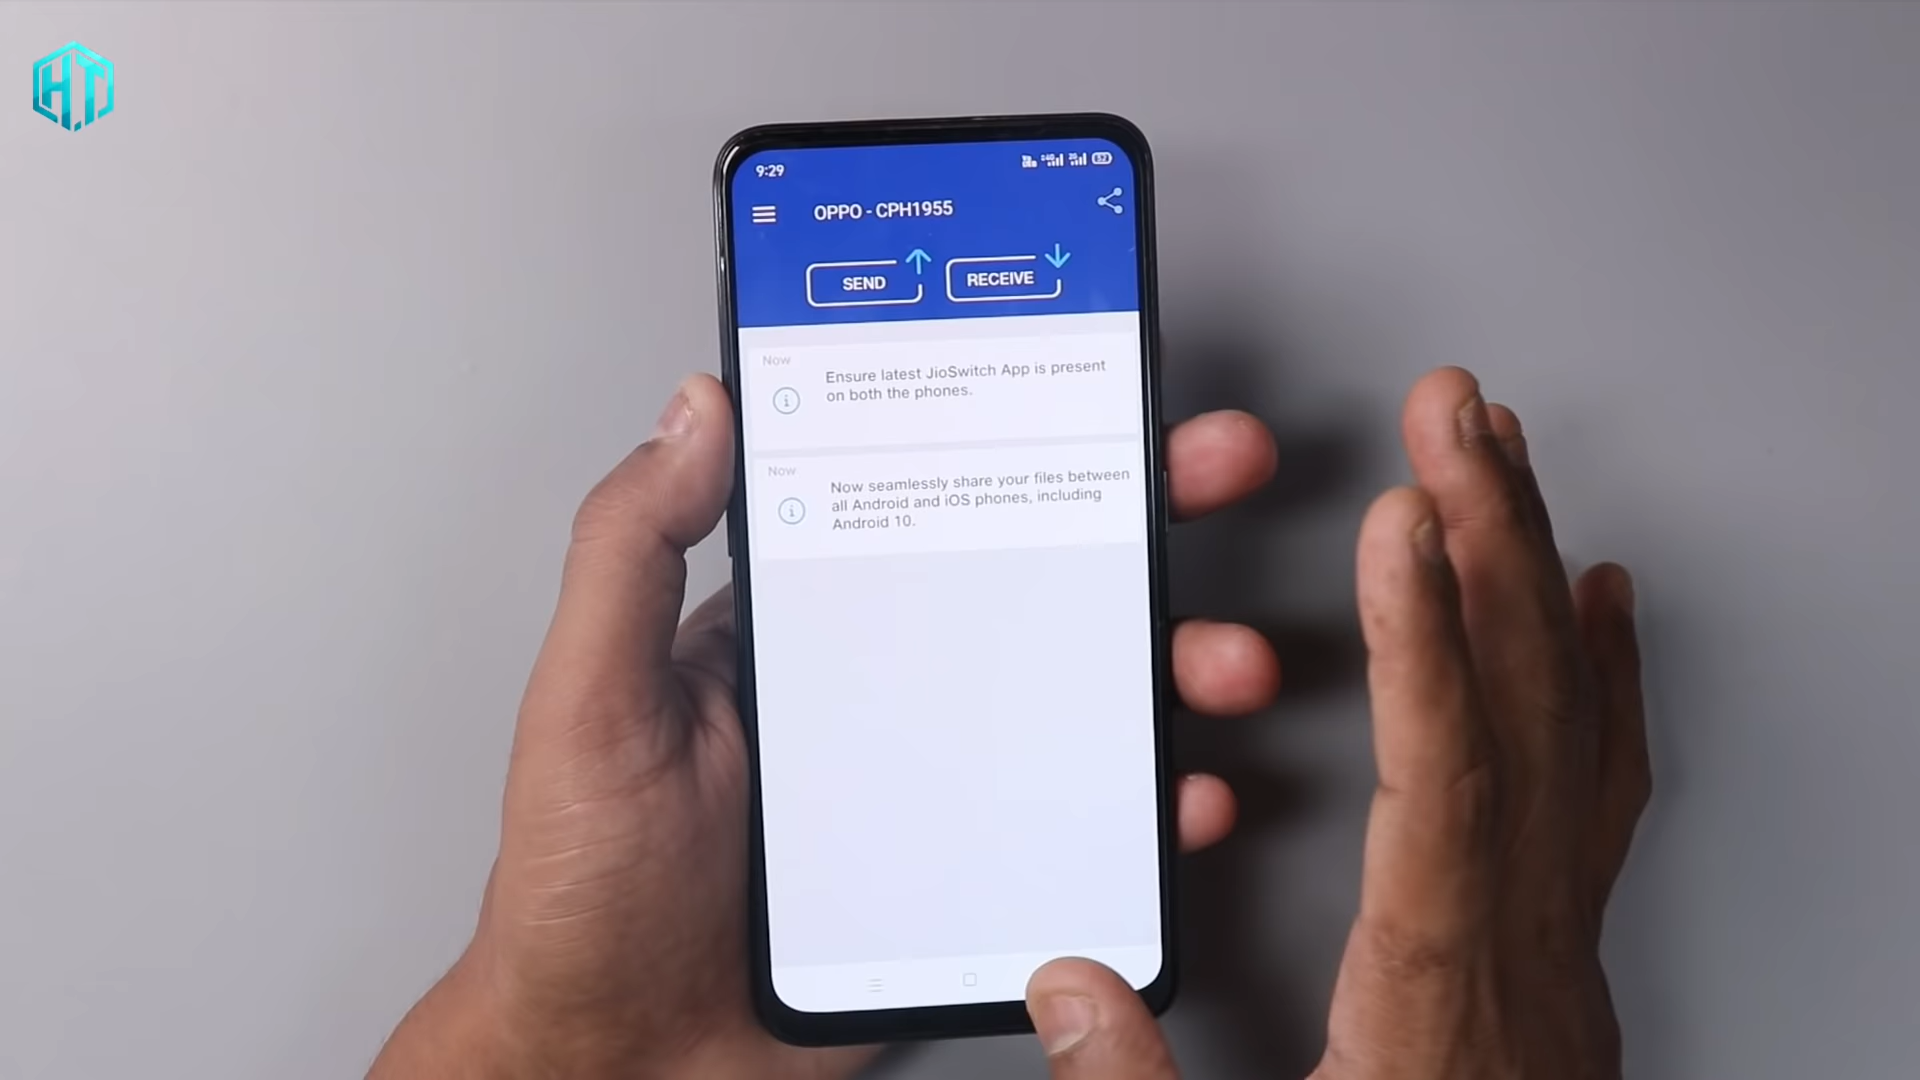 H.T
9:29
OPPO - CPH1955
SEND
RECEIVE
Now
Ensure latest JioSwitch App is present
on both the phones.
Now
Now seamlessly share your files between
all Android and iOS phones, including
Android 10.